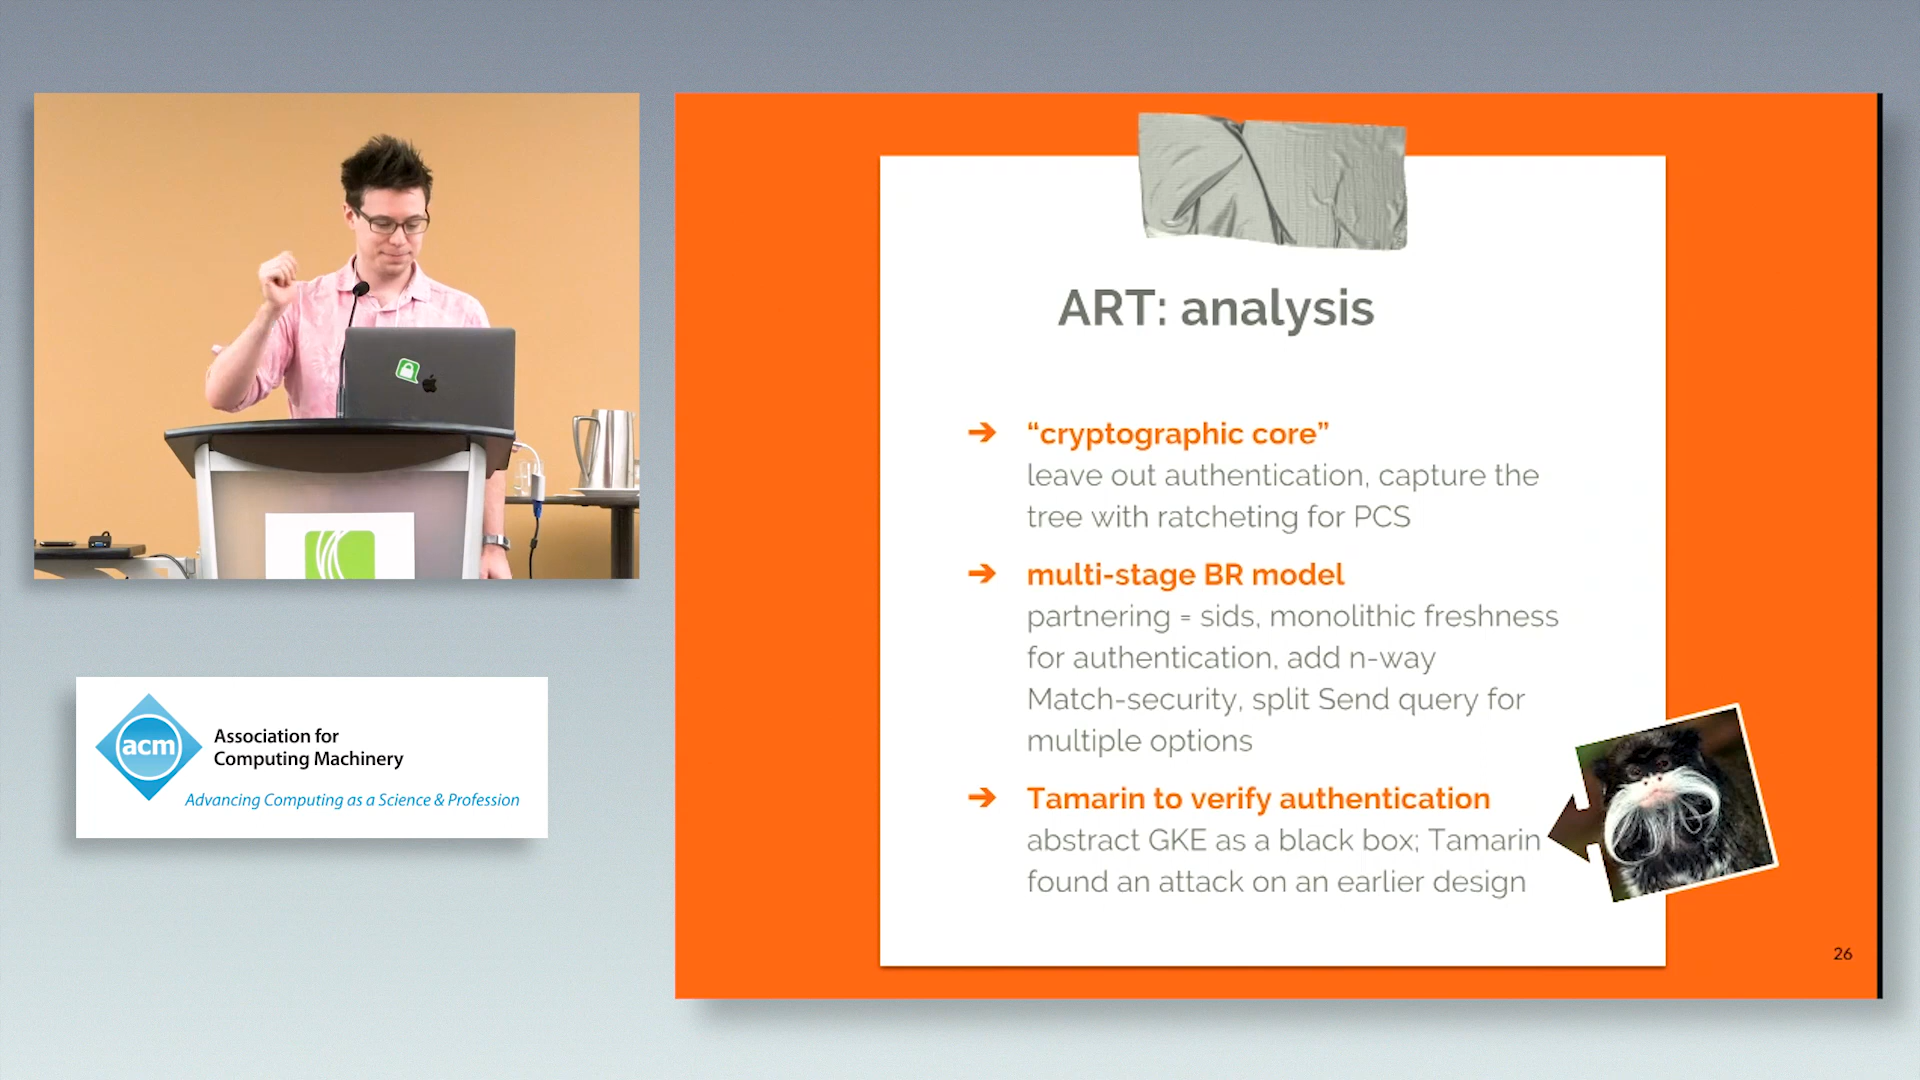 ART: analysis
➔ “cryptographic core”
leave out authentication, capture the
tree with ratcheting for PCS
➔ multi-stage BR model
partnering = sids, monolithic freshness
for authentication, add n-way
Match-security, split Send query for
multiple options
➔ Tamarin to verify authentication
abstract GKE as a black box; Tamarin
found an attack on an earlier design
26
acm
Association for
Computing Machinery
Advancing Computing as a Science & Profession